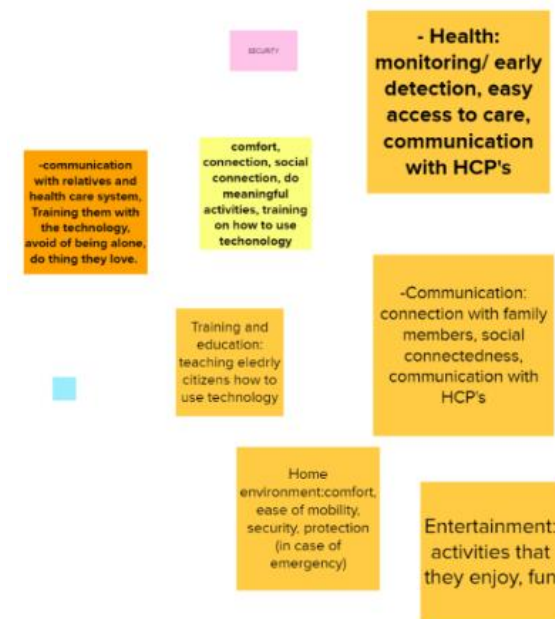 SECURITY
- Health:
monitoring/ early
detection, easy
access to care,
communication
with HCP's
-communication
with relatives and
health care system,
Training them with
the technology,
avoid of being alone,
do thing they love.
comfort,
connection, social
connection, do
meaningful
activities, training
on how to use
techonology
-Communication:
connection with family
members, social
connectedness,
communication with
HCP's
Training and
education:
teaching eledrly
citizens how to
use technology
Home
environment:comfort,
ease of mobility,
security, protection
(in case of
emergency)
Entertainment:
activities that
they enjoy, fun